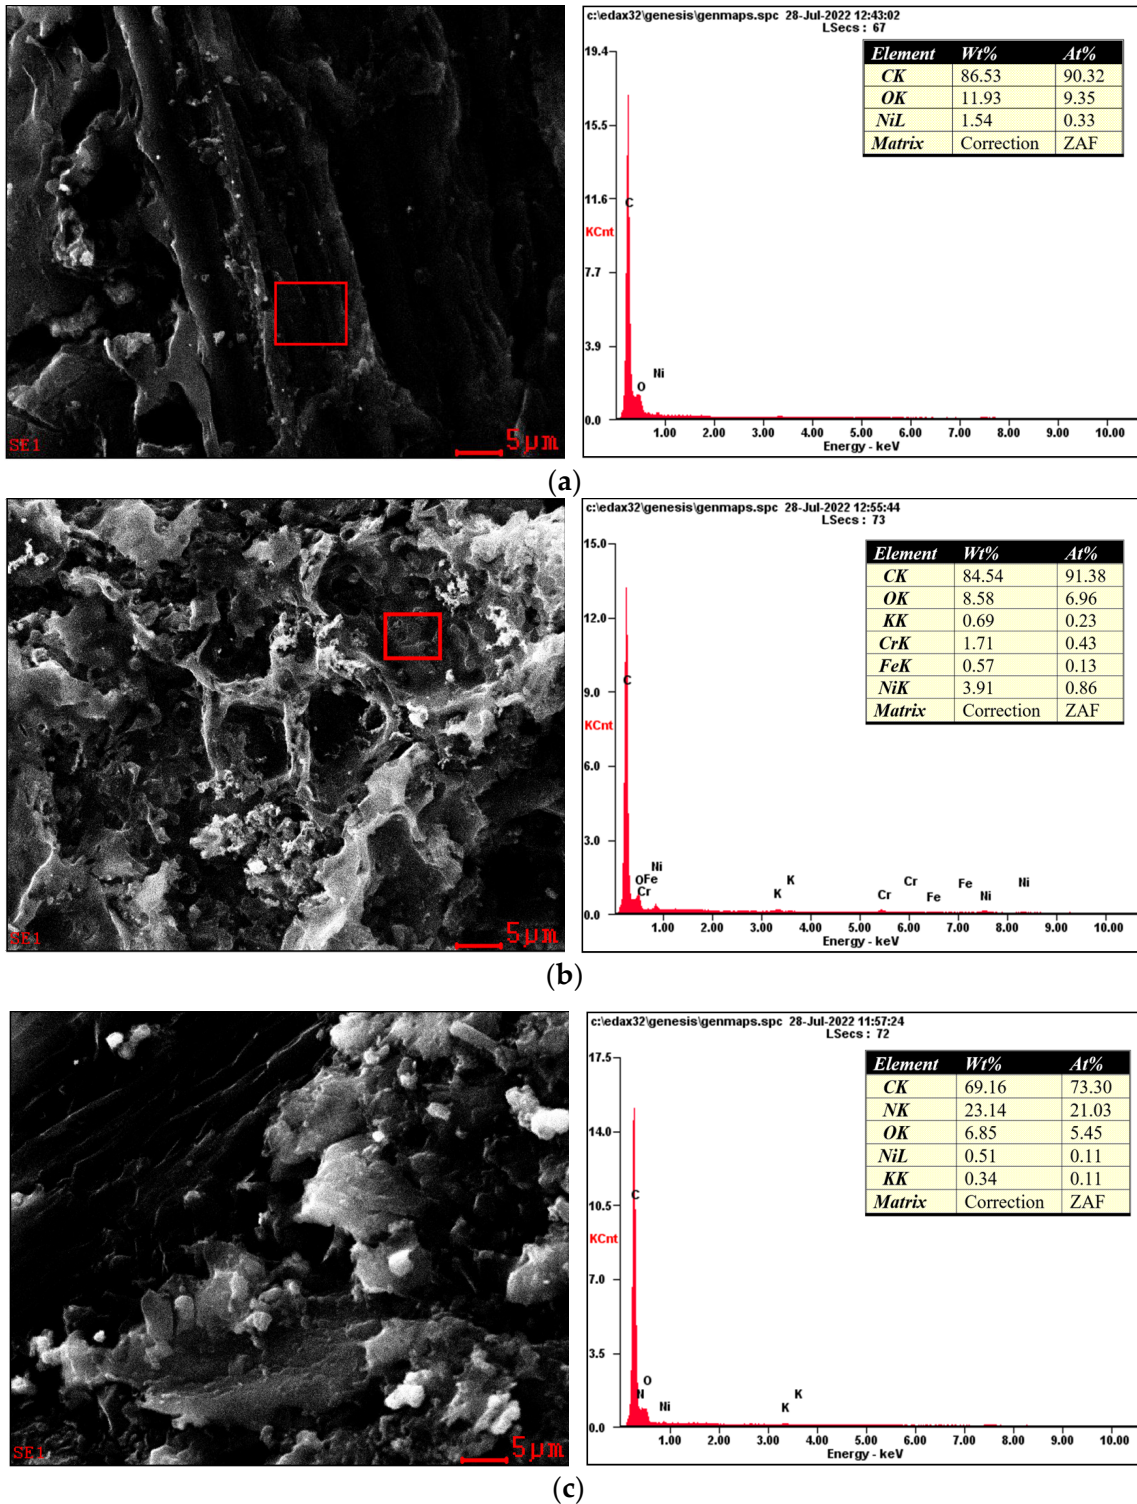 c:\edax32\genesis\genmaps.spc 28-Jul-2022 12:43:02
LSecs : 67
19.4
15.5
11.6
KCnt
7.7
3.9
0.0
C
O
Ni
1.00 2.00 3.00 4.00 5.00 6.00 7.00 8.00 9.00 10.00
Energy - keV
Element Wt% At%
CK 86.53 90.32
OK 11.93 9.35
NiL 1.54 0.33
Matrix Correction ZAF
SE1
5 µm
(a)
c:\edax32\genesis\genmaps.spc 28-Jul-2022 12:55:44
LSecs : 73
15.0
12.0
9.0
KCnt
6.0
3.0
0.0
C
Ni
O Fe
Cr
K
K
Cr
Cr
Fe
Fe
Ni
Ni
1.00 2.00 3.00 4.00 5.00 6.00 7.00 8.00 9.00 10.00
Energy - keV
Element Wt% At%
CK 84.54 91.38
OK 8.58 6.96
KK 0.69 0.23
CrK 1.71 0.43
FeK 0.57 0.13
NiK 3.91 0.86
Matrix Correction ZAF
SE1
5 µm
(b)
c:\edax32\genesis\genmaps.spc 28-Jul-2022 11:57:24
LSecs : 72
17.5
14.0
10.5
KCnt
7.0
3.5
0.0
C
O
N
Ni
K
K
1.00 2.00 3.00 4.00 5.00 6.00 7.00 8.00 9.00 10.00
Energy - keV
Element Wt% At%
CK 69.16 73.30
NK 23.14 21.03
OK 6.85 5.45
NiL 0.51 0.11
KK 0.34 0.11
Matrix Correction ZAF
SE1
5 µm
(c)